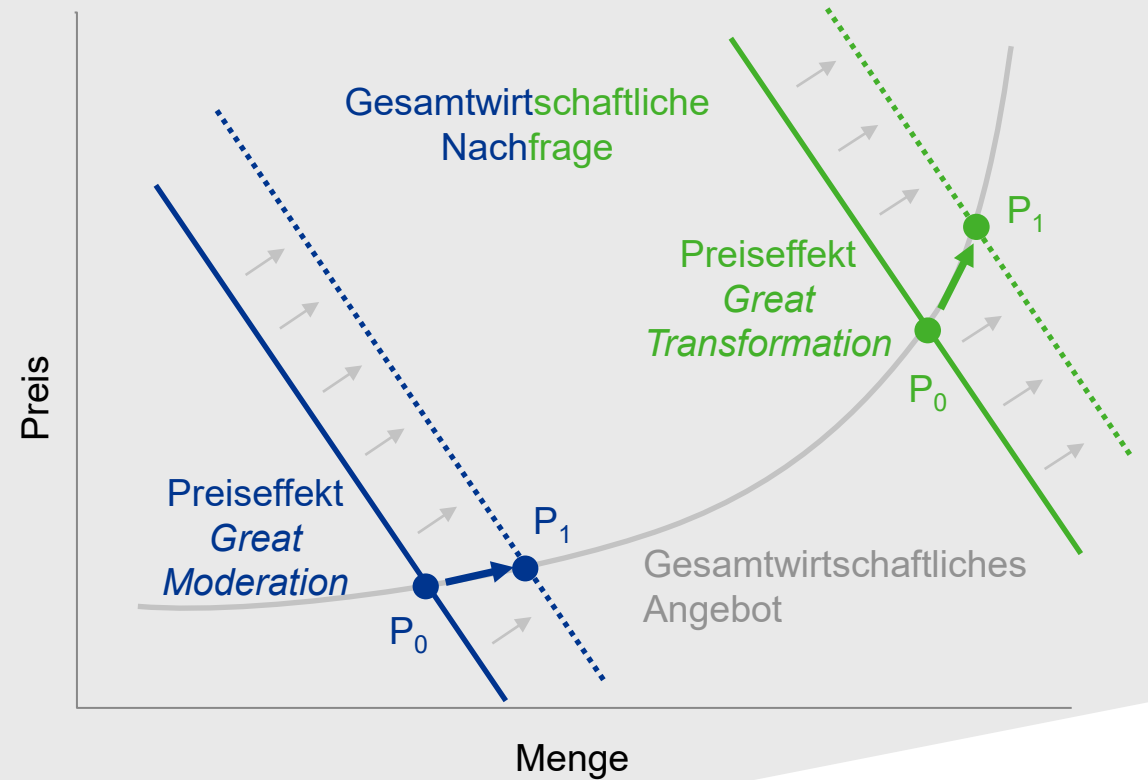 Gesamtwirtschaftliche
Nachfrage
P₁
Preiseffekt
Great
Transformation
P₀
Preis
Preiseffekt
Great
Moderation
P₁
P₀
Gesamtwirtschaftliches
Angebot
Menge